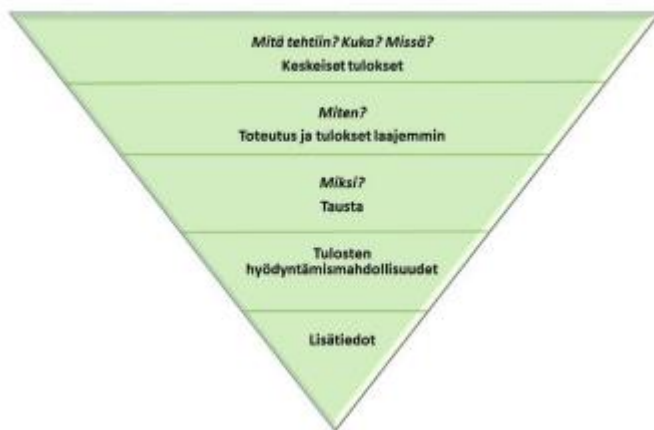 Mitä tehtiin? Kuka? Missä?
Keskeiset tulokset
Miten?
Toteutus ja tulokset laajemmin
Miksi?
Tausta
Tulosten
hyödyntämismahdollisuudet
Lisätiedot